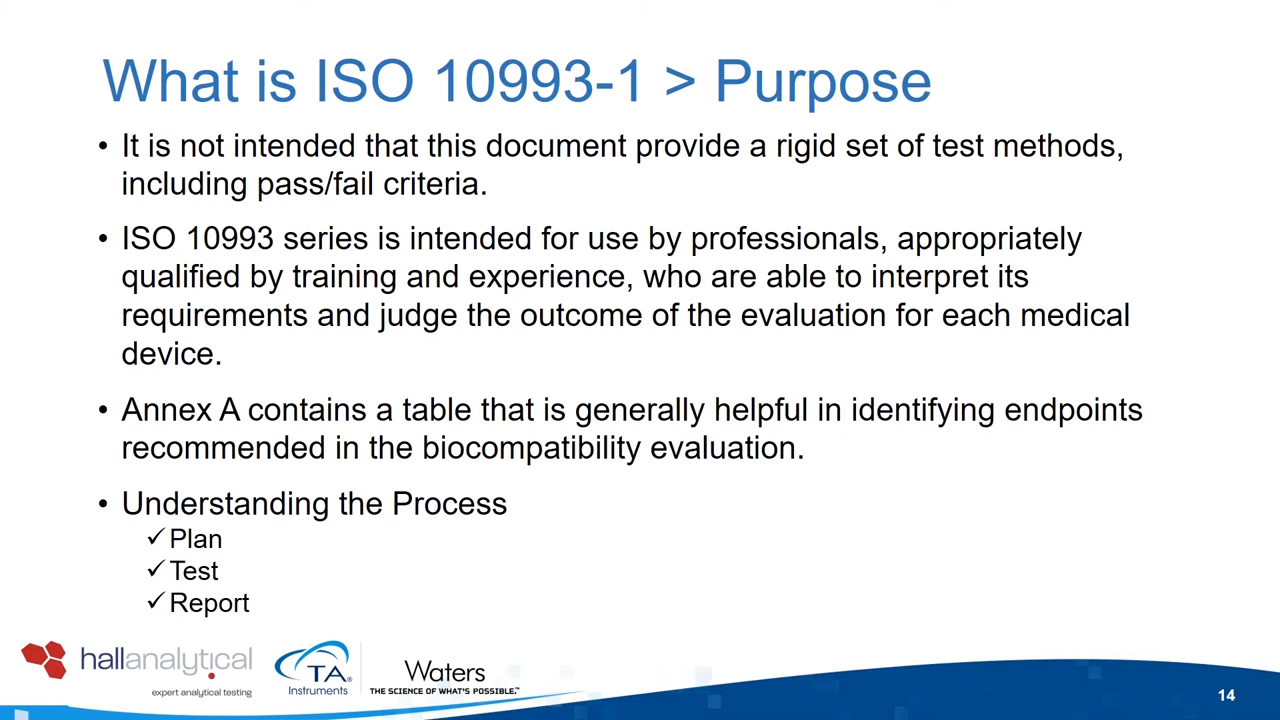 What is ISO 10993-1 > Purpose
• It is not intended that this document provide a rigid set of test methods,
including pass/fail criteria.
• ISO 10993 series is intended for use by professionals, appropriately
qualified by training and experience, who are able to interpret its
requirements and judge the outcome of the evaluation for each medical
device.
• Annex A contains a table that is generally helpful in identifying endpoints
recommended in the biocompatibility evaluation.
• Understanding the Process
✓ Plan
✓ Test
✓ Report
hallanalytical
expert analytical testing
TA®
Instruments
Waters
THE SCIENCE OF WHAT'S POSSIBLE.™
14